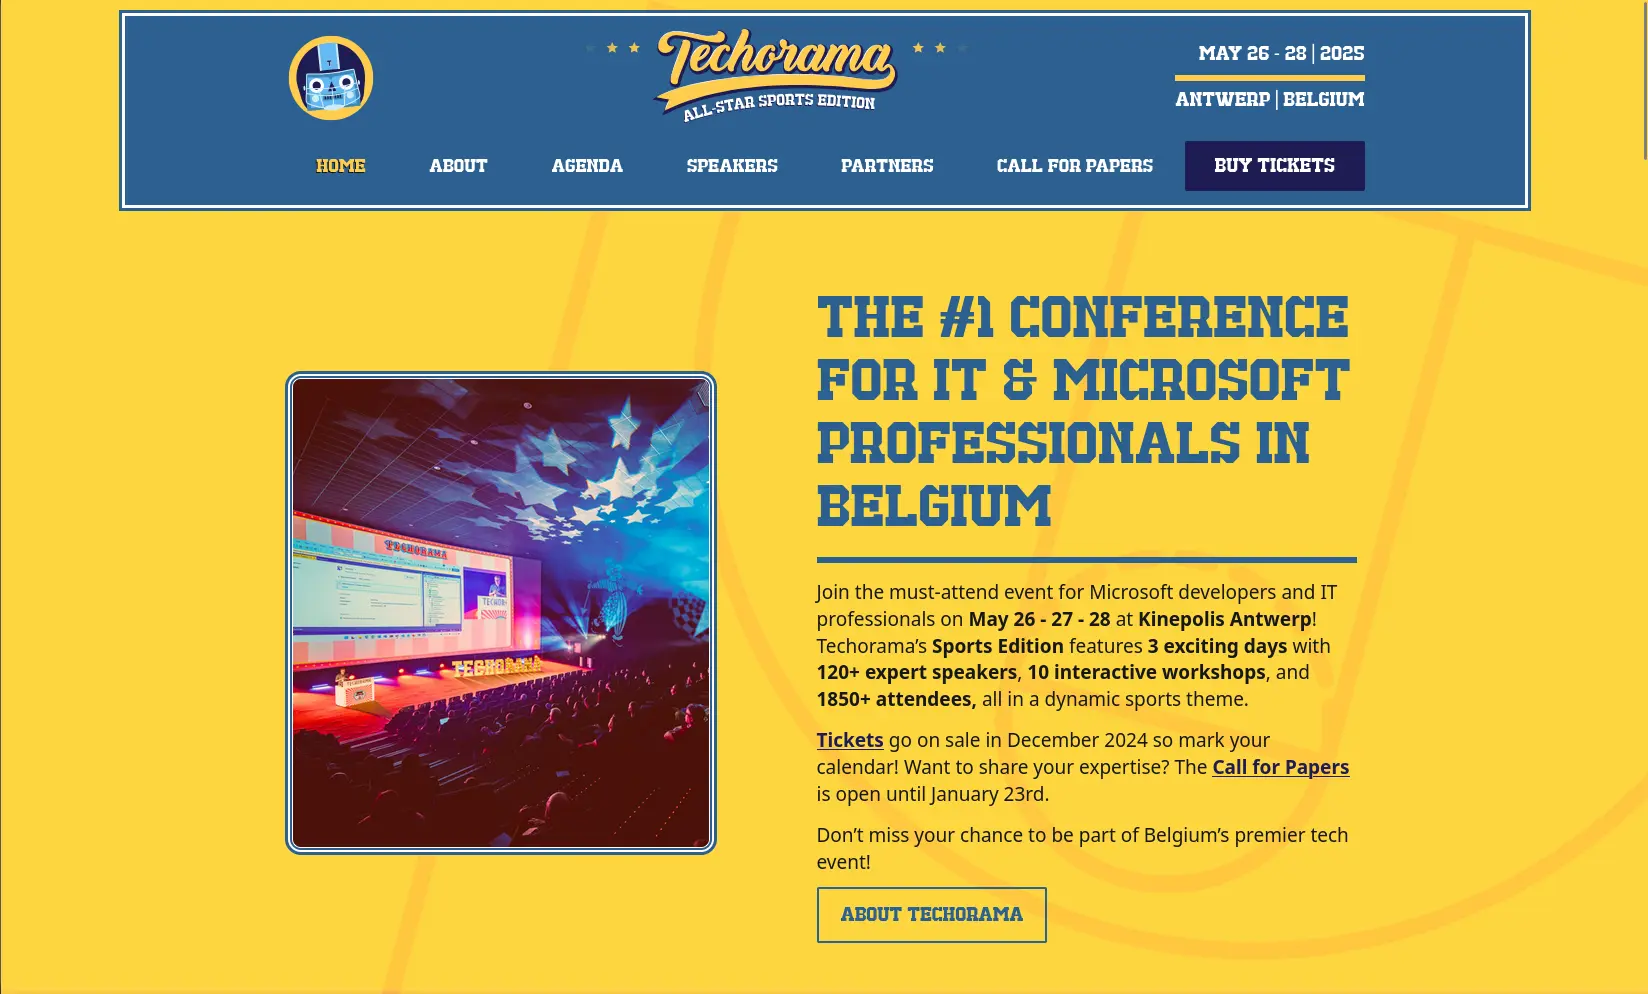 Techorama
ALL-STAR SPORTS EDITION
MAY 26 - 28 | 2025
ANTWERP | BELGIUM
HOME
ABOUT
AGENDA
SPEAKERS
PARTNERS
CALL FOR PAPERS
BUY TICKETS
THE #1 CONFERENCE
FOR IT & MICROSOFT
PROFESSIONALS IN
BELGIUM
TECHORAMA
TECHORAMA
Join the must-attend event for Microsoft developers and IT
professionals on May 26 - 27 - 28 at Kinepolis Antwerp!
Techorama’s Sports Edition features 3 exciting days with
120+ expert speakers, 10 interactive workshops, and
1850+ attendees, all in a dynamic sports theme.
Tickets go on sale in December 2024 so mark your
calendar! Want to share your expertise? The Call for Papers
is open until January 23rd.
Don’t miss your chance to be part of Belgium’s premier tech
event!
ABOUT TECHORAMA